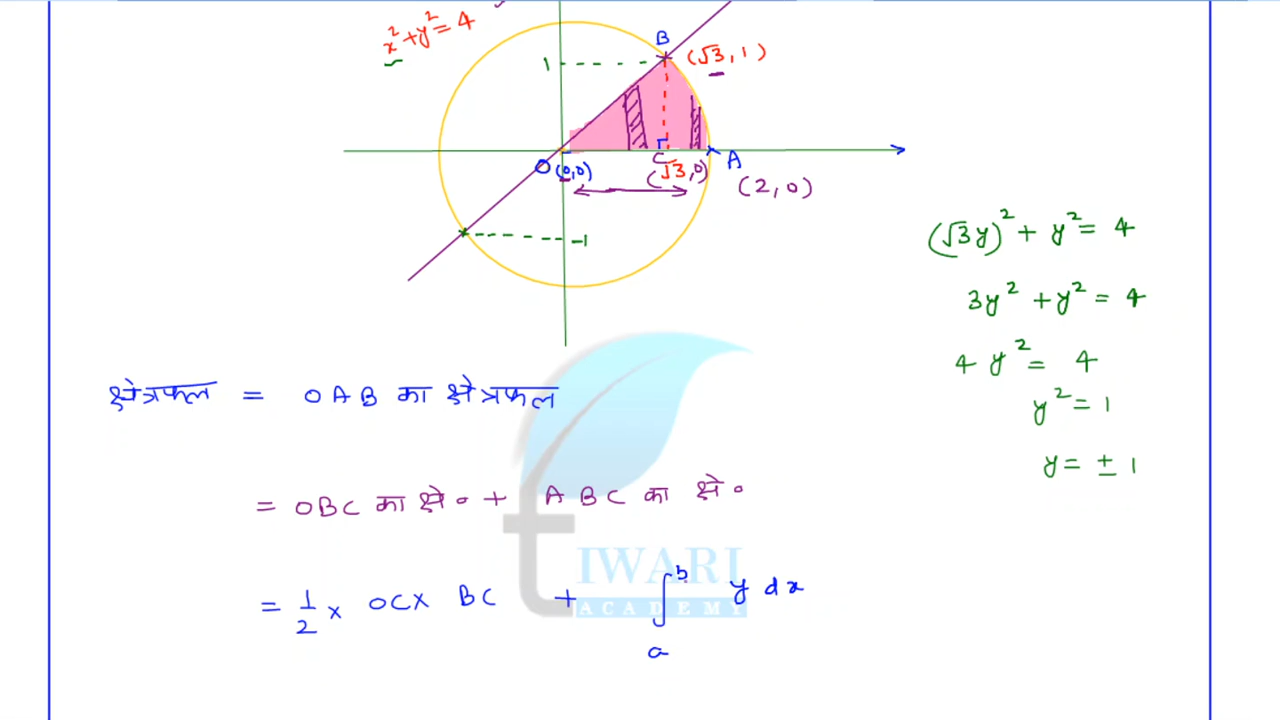 x² + y² = 4
B
1
(√3, 1)
O (0,0)
C
(√3, 0)
A
(2, 0)
-1
(√3y)² + y² = 4
3y² + y² = 4
4y² = 4
y² = 1
y = ± 1
क्षेत्रफल = OAB का क्षेत्रफल
= OBC का क्षे० + ABC का क्षे०
= 1/2 × OC × BC + ∫ₐᵇ y dx
TIWARI
ACADEMY